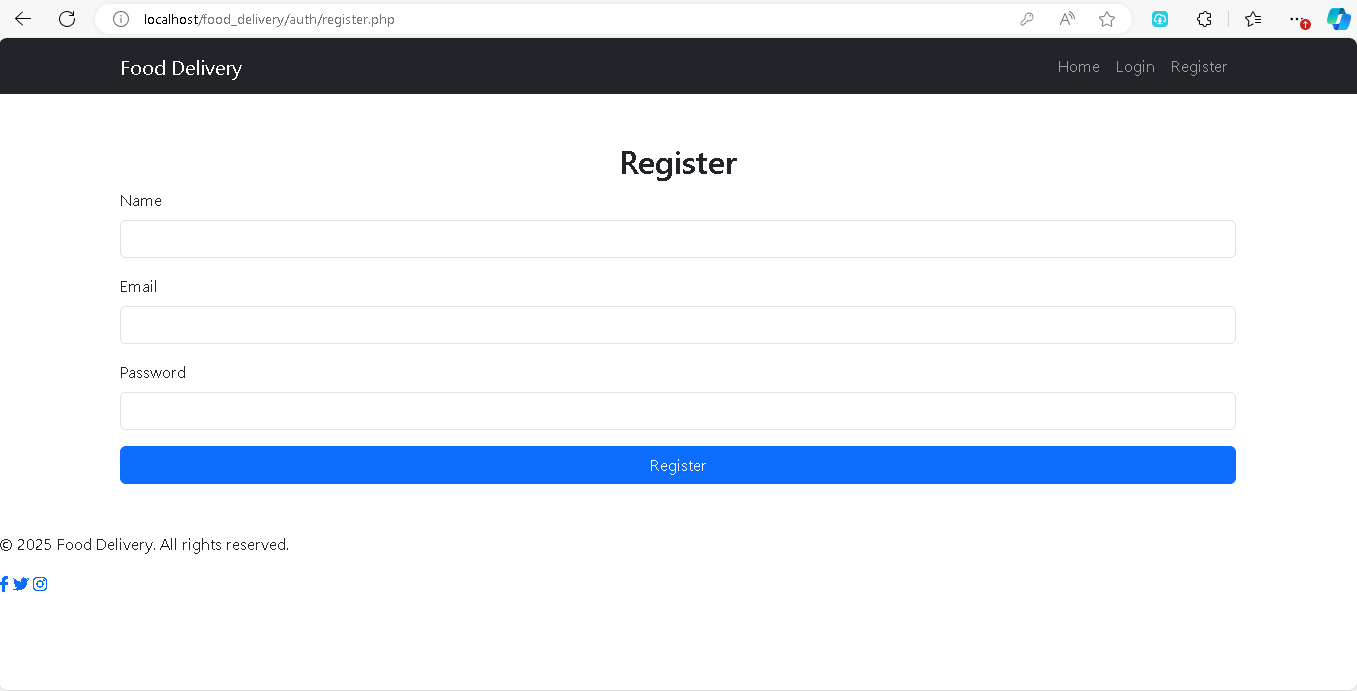 localhost/food_delivery/auth/register.php
Food Delivery
Home Login Register
Register
Name
Email
Password
Register
© 2025 Food Delivery. All rights reserved.